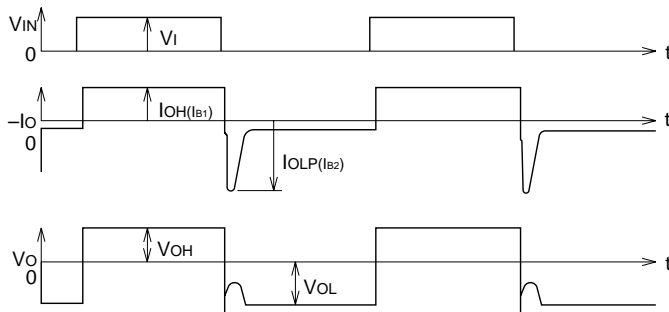 VIN
VI
0
t
IOH(IB1)
–IO
0
t
IOLP(IB2)
VOH
VO
0
t
VOL